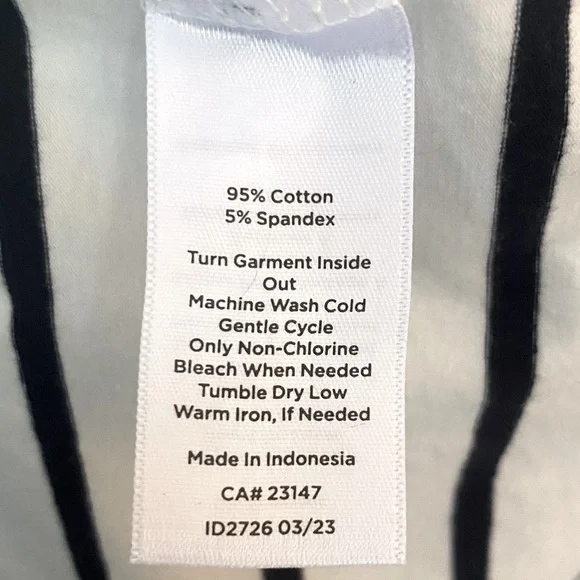 95% Cotton
5% Spandex
Turn Garment Inside
Out
Machine Wash Cold
Gentle Cycle
Only Non-Chlorine
Bleach When Needed
Tumble Dry Low
Warm Iron, If Needed
Made In Indonesia
CA# 23147
ID2726 03/23